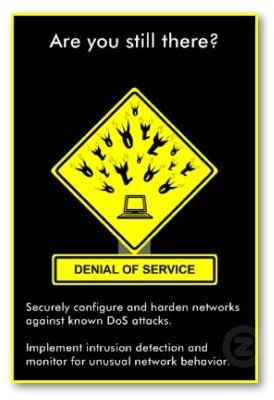 Are you still there?
DENIAL OF SERVICE
Securely configure and harden networks
against known DoS attacks.
Implement intrusion detection and
monitor for unusual network behavior.